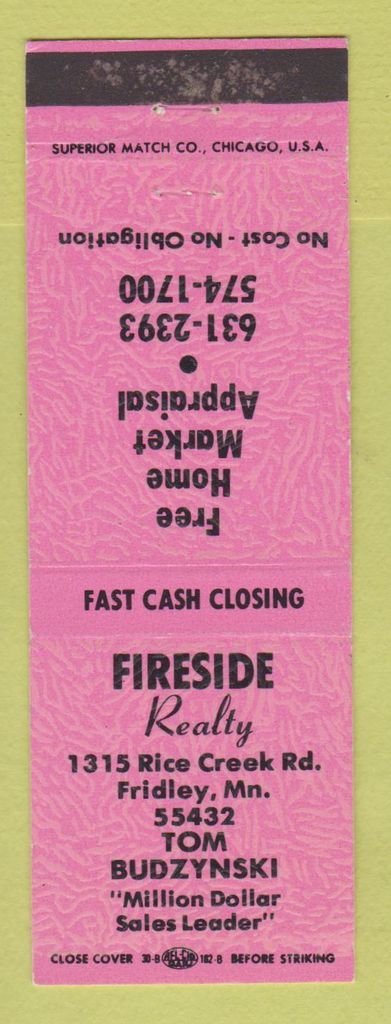 SUPERIOR MATCH CO., CHICAGO, U.S.A.
Free
Home
Market
Appraisal
•
631-2393
574-1700
No Cost - No Obligation
FAST CASH CLOSING
FIRESIDE
Realty
1315 Rice Creek Rd.
Fridley, Mn.
55432
TOM
BUDZYNSKI
"Million Dollar
Sales Leader"
CLOSE COVER 30-B 182-B BEFORE STRIKING